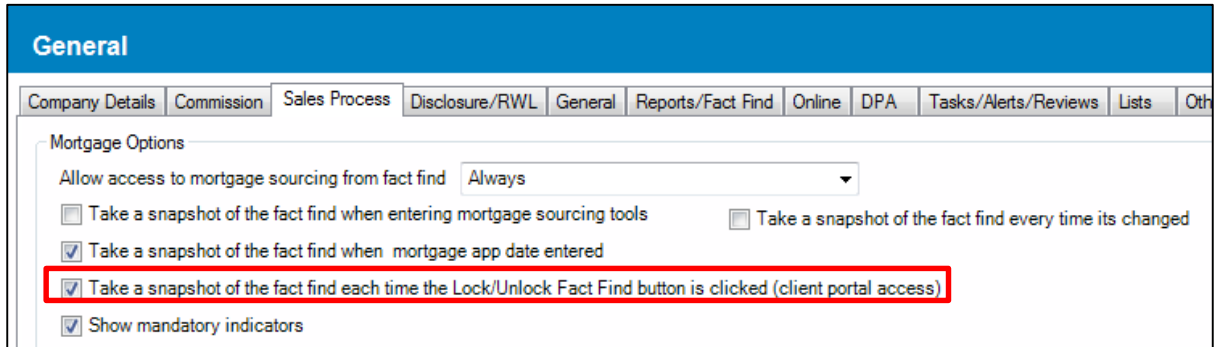 General
Company Details Commission Sales Process Disclosure/RWL General Reports/Fact Find Online DPA Tasks/Alerts/Reviews Lists Oth
Mortgage Options
Allow access to mortgage sourcing from fact find Always
Take a snapshot of the fact find when entering mortgage sourcing tools Take a snapshot of the fact find every time its changed
Take a snapshot of the fact find when mortgage app date entered
Take a snapshot of the fact find each time the Lock/Unlock Fact Find button is clicked (client portal access)
Show mandatory indicators